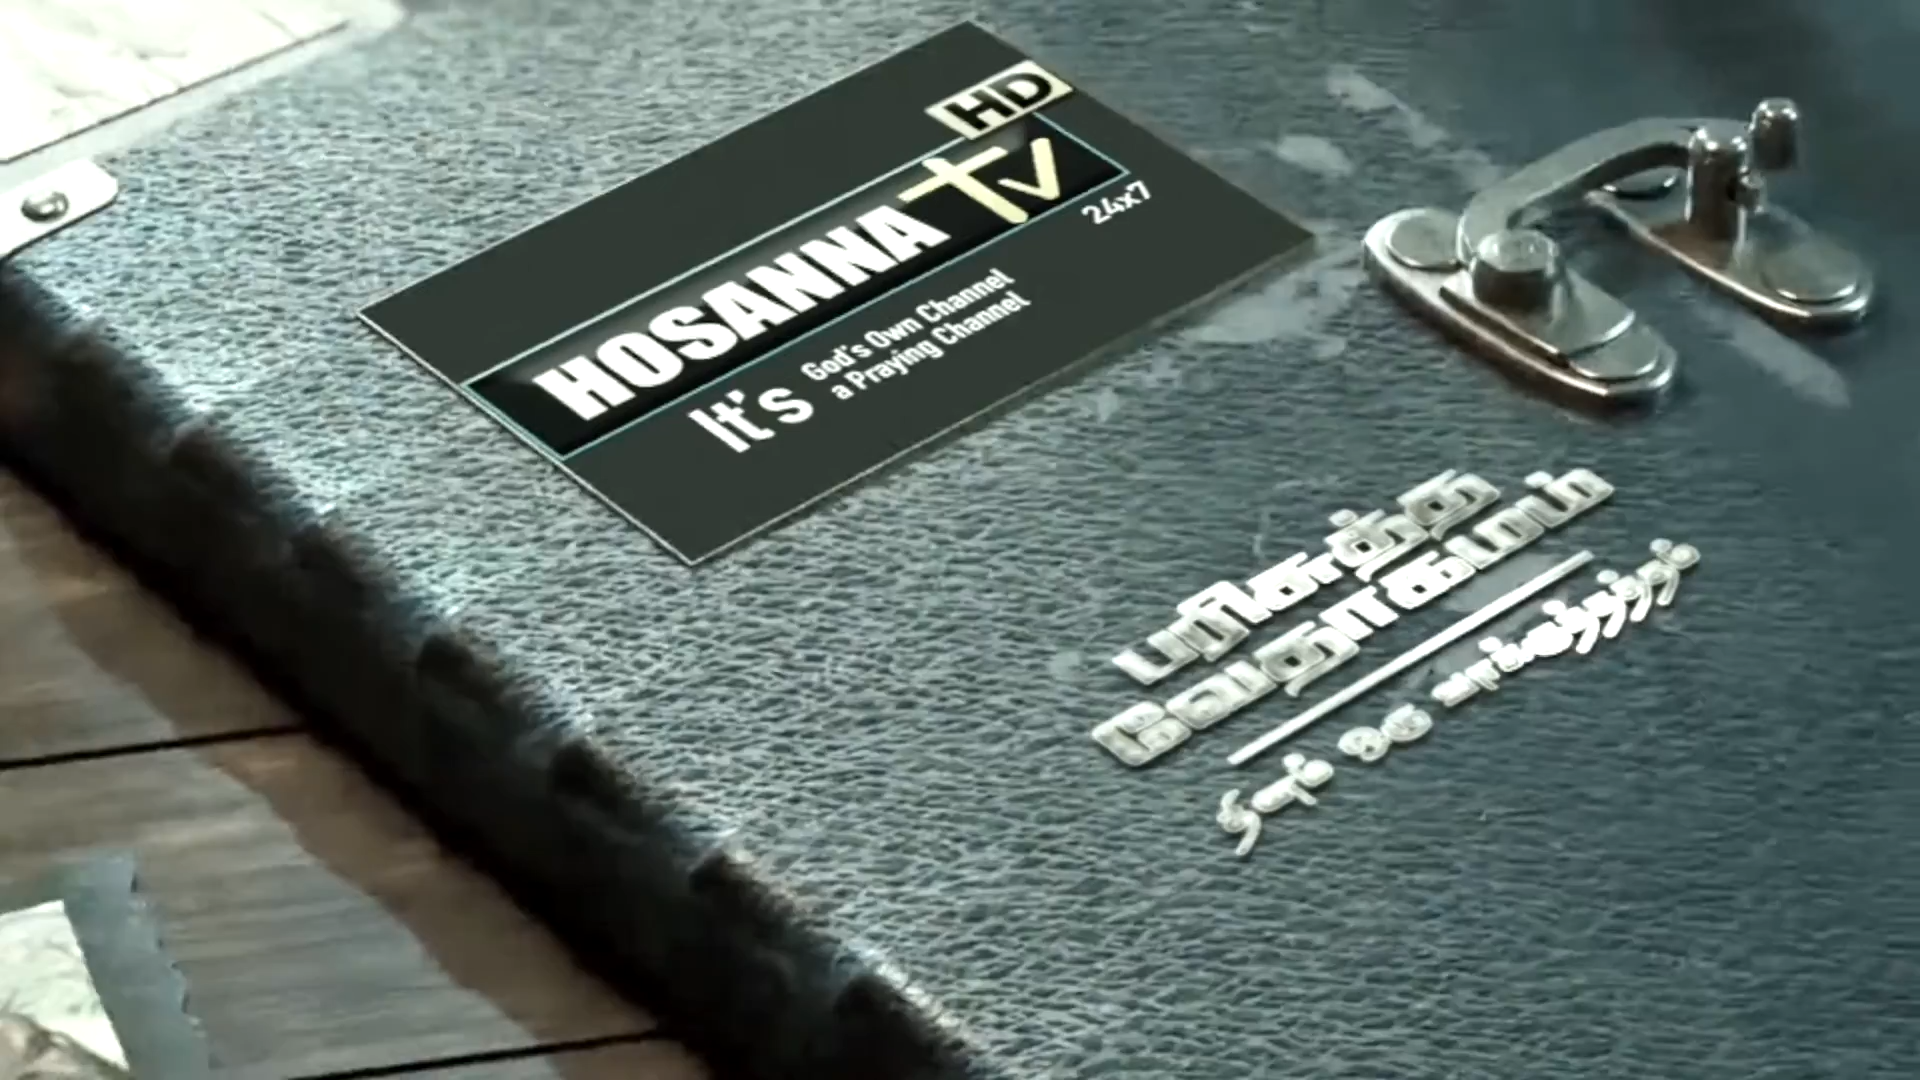 HD
HOSANNA TV
24x7
It's God's Own Channel
a Praying Channel
பரிசுத்த
வேதாகமம்
நாள்